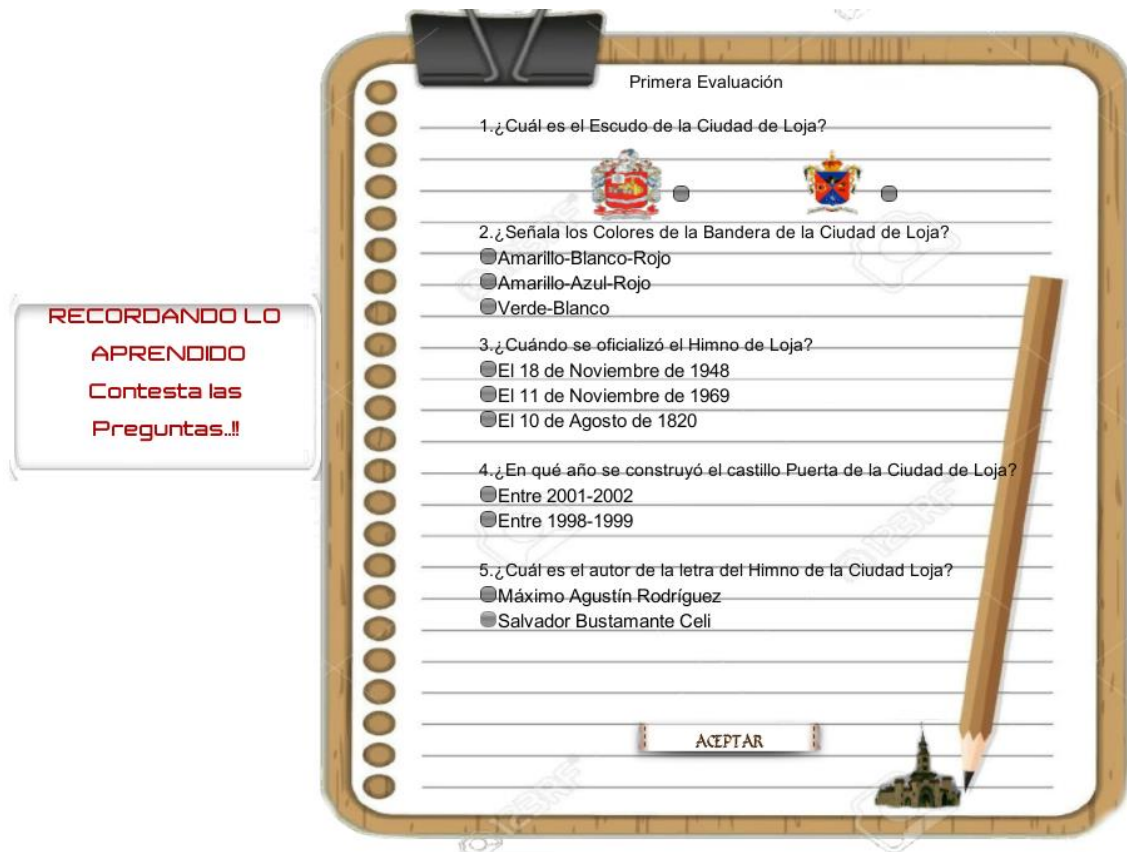 RECORDANDO LO
APRENDIDO
Contesta las
Preguntas..!!
Primera Evaluación
1.¿Cuál es el Escudo de la Ciudad de Loja?
2.¿Señala los Colores de la Bandera de la Ciudad de Loja?
Amarillo-Blanco-Rojo
Amarillo-Azul-Rojo
Verde-Blanco
3.¿Cuándo se oficializó el Himno de Loja?
El 18 de Noviembre de 1948
El 11 de Noviembre de 1969
El 10 de Agosto de 1820
4.¿En qué año se construyó el castillo Puerta de la Ciudad de Loja?
Entre 2001-2002
Entre 1998-1999
5.¿Cuál es el autor de la letra del Himno de la Ciudad Loja?
Máximo Agustín Rodríguez
Salvador Bustamante Celi
ACEPTAR
123RF
123RF